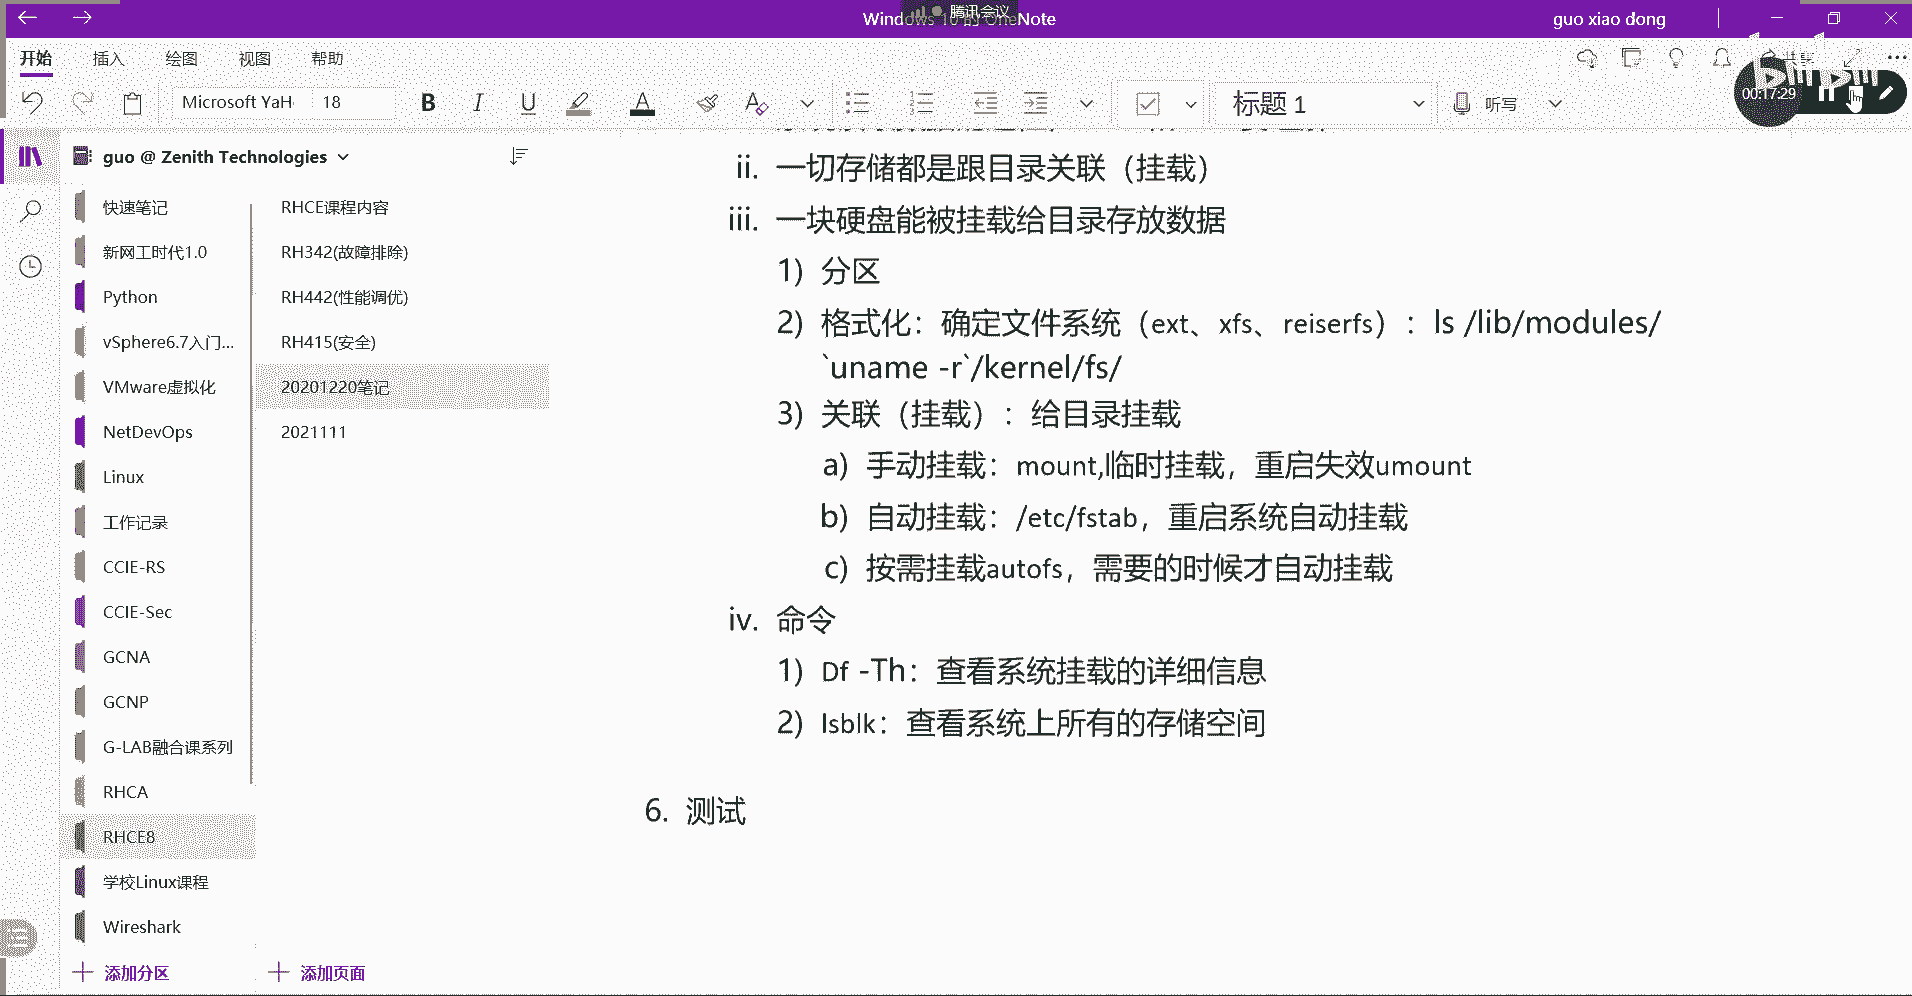 Windows 10 的 OneNote
腾讯会议
guo xiao dong
开始 插入 绘图 视图 帮助 共享
00:17:29
Microsoft YaH 18 B I U A A 标题 1 听写
guo @ Zenith Technologies
快速笔记
新网工时代1.0
Python
vSphere6.7入门...
VMware虚拟化
NetDevOps
Linux
工作记录
CCIE-RS
CCIE-Sec
GCNA
GCNP
G-LAB融合课系列
RHCA
RHCE8
学校Linux课程
Wireshark
添加分区
RHCE课程内容
RH342(故障排除)
RH442(性能调优)
RH415(安全)
20201220笔记
2021111
添加页面
ii. 一切存储都是跟目录关联（挂载）
iii. 一块硬盘能被挂载给目录存放数据
1) 分区
2) 格式化：确定文件系统（ext、xfs、reiserfs）：ls /lib/modules/
`uname -r`/kernel/fs/
3) 关联（挂载）：给目录挂载
a) 手动挂载：mount,临时挂载，重启失效umount
b) 自动挂载：/etc/fstab，重启系统自动挂载
c) 按需挂载autofs，需要的时候才自动挂载
iv. 命令
1) Df -Th：查看系统挂载的详细信息
2) lsblk：查看系统上所有的存储空间
6. 测试